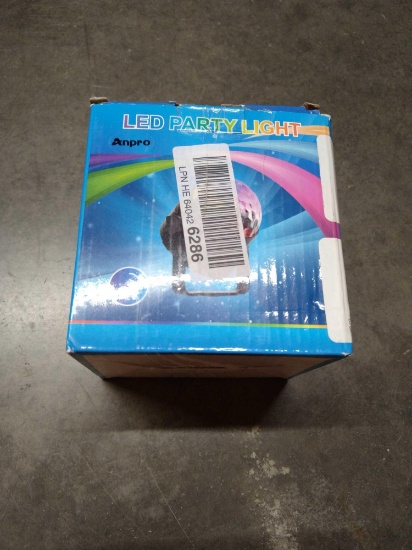 LED PARTY LIGHT
Anpro
LPN HE 64042 6286